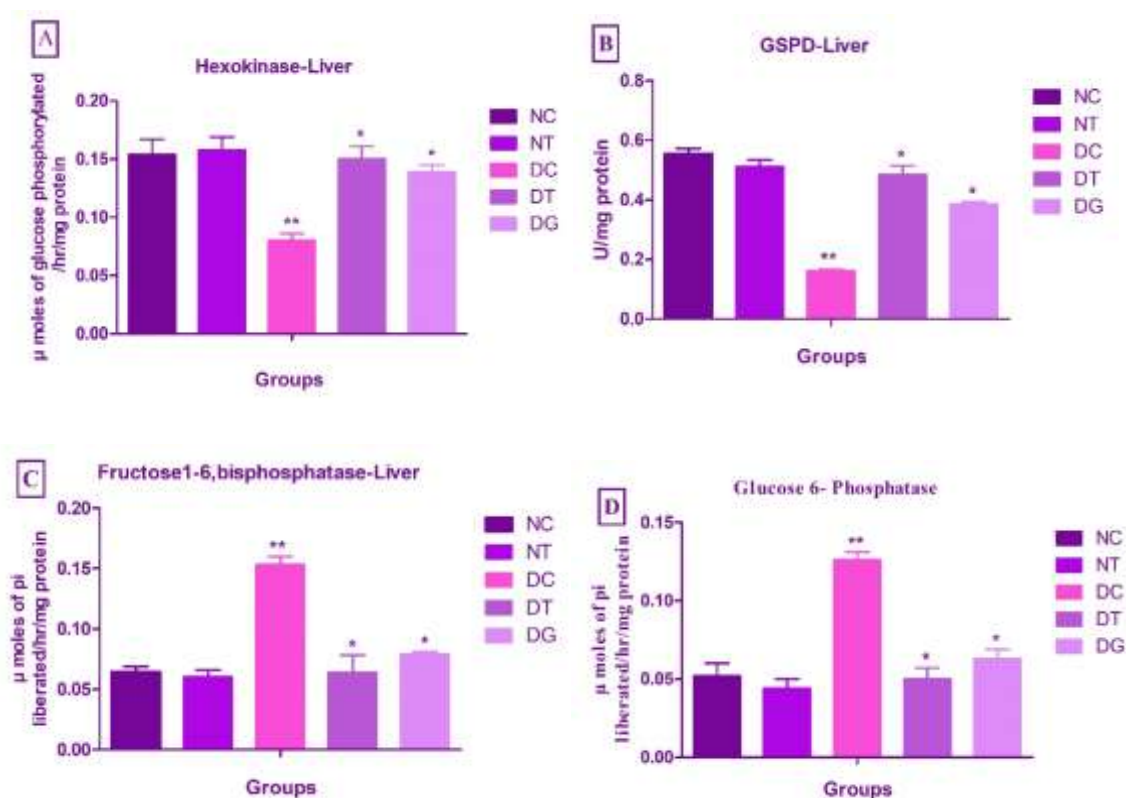 A
Hexokinase-Liver
μ moles of glucose phosphorylated
/hr/mg protein
0.20
0.15
0.10
0.05
0.00
**
*
*
Groups
NC
NT
DC
DT
DG
B
GSPD-Liver
U/mg protein
0.8
0.6
0.4
0.2
0.0
**
*
*
Groups
NC
NT
DC
DT
DG
C
Fructose1-6,bisphosphatase-Liver
μ moles of pi
liberated/hr/mg protein
0.20
0.15
0.10
0.05
0.00
**
*
*
Groups
NC
NT
DC
DT
DG
D
Glucose 6- Phosphatase
μ moles of pi
liberated/hr/mg protein
0.15
0.10
0.05
0.00
**
*
*
Groups
NC
NT
DC
DT
DG